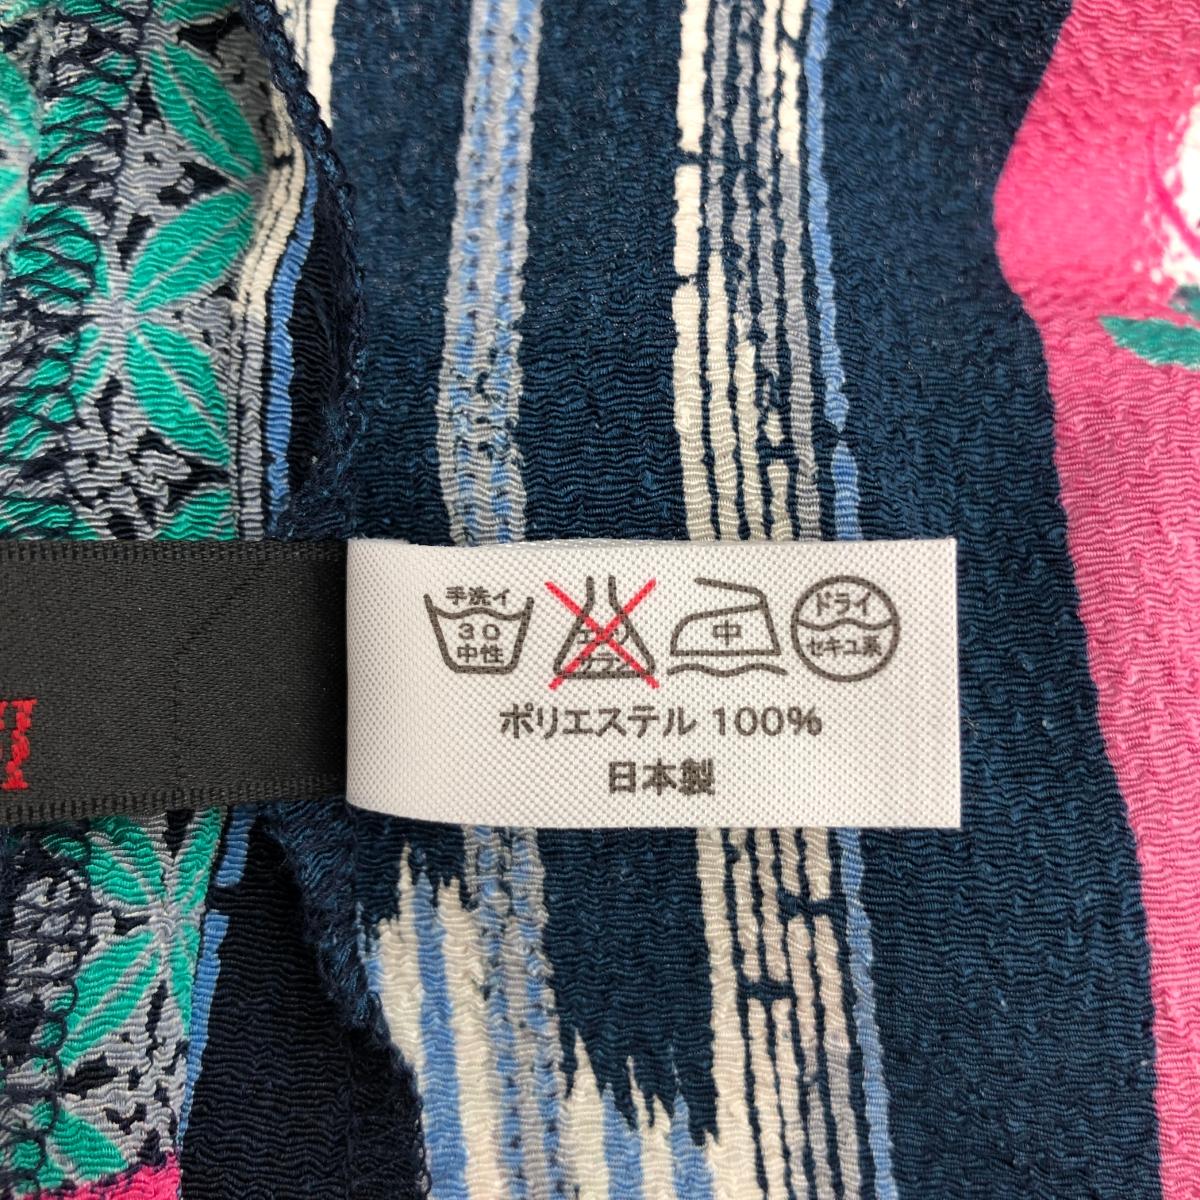 手洗イ
30
中性
エンソ
サラシ
中
ドライ
セキユ系
ポリエステル 100%
日本製